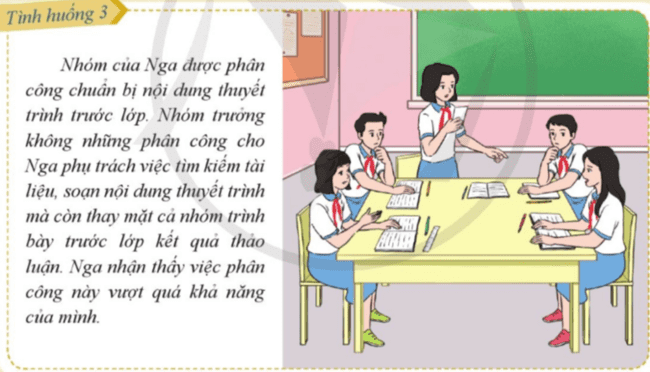 Tình huống 3
Nhóm của Nga được phân
công chuẩn bị nội dung thuyết
trình trước lớp. Nhóm trưởng
không những phân công cho
Nga phụ trách việc tìm kiếm tài
liệu, soạn nội dung thuyết trình
mà còn thay mặt cả nhóm trình
bày trước lớp kết quả thảo
luận. Nga nhận thấy việc phân
công này vượt quá khả năng
của mình.